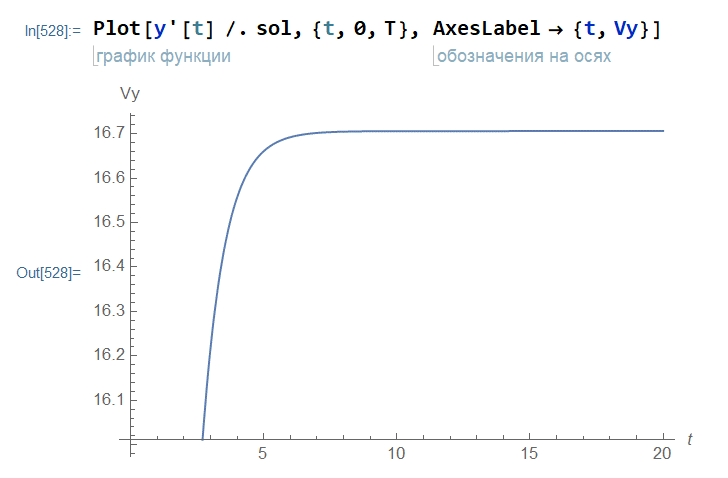 In[528]:= Plot[y'[t] /. sol, {t, 0, T}, AxesLabel → {t, Vy}]
график функции обозначения на осях
Vy
16.7
16.6
16.5
Out[528]= 16.4
16.3
16.2
16.1
5 10 15 20 t